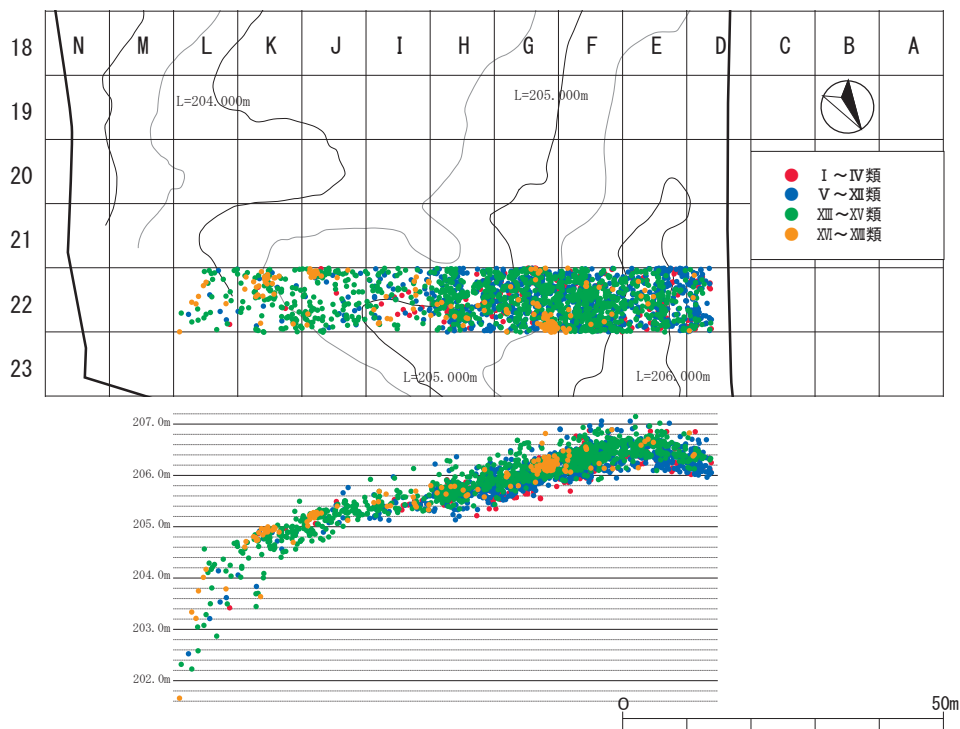 18 N M L K J I H G F E D C B A
L=204.000m L=205.000m
19
20
I～Ⅳ類
Ⅴ～Ⅻ類
XⅢ～XⅤ類
XⅥ～XⅧ類
21
22
23
L=205.000m L=206.000m
207.0m
206.0m
205.0m
204.0m
203.0m
202.0m
0 50m